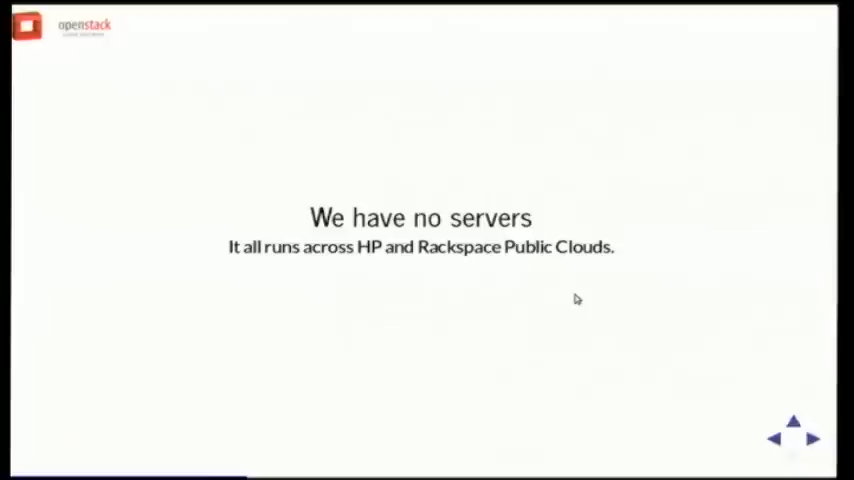 openstack
We have no servers
It all runs across HP and Rackspace Public Clouds.